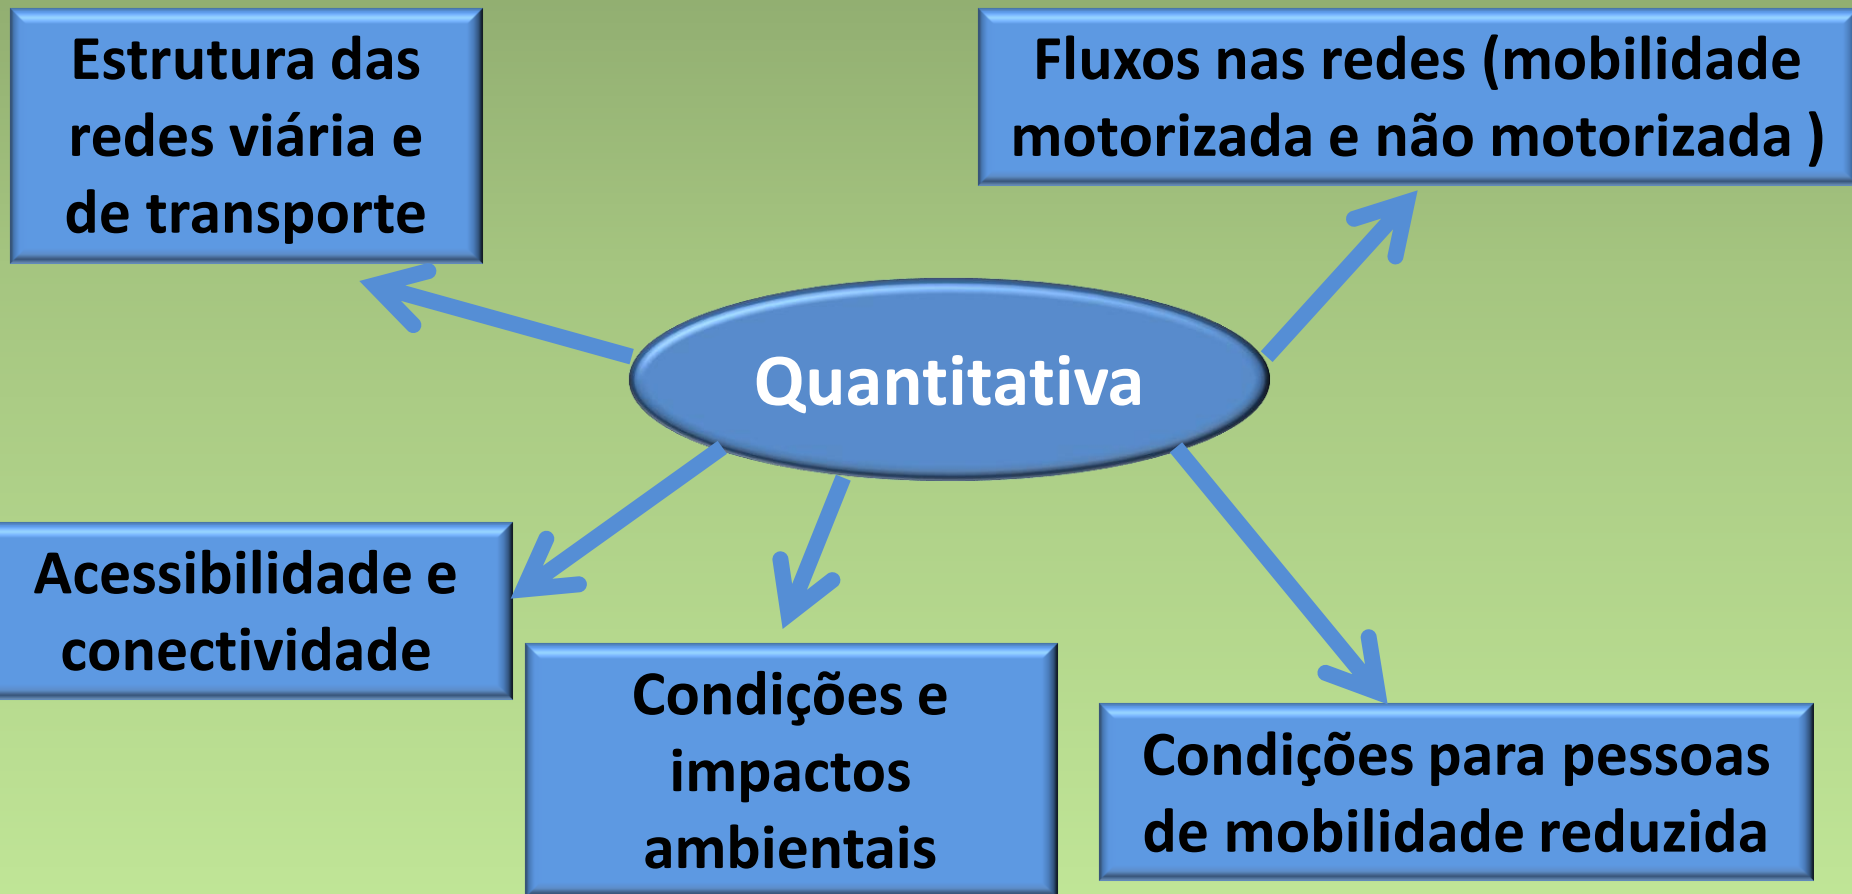 Estrutura das
redes viária e
de transporte
Fluxos nas redes (mobilidade
motorizada e não motorizada )
Quantitativa
Acessibilidade e
conectividade
Condições e
impactos
ambientais
Condições para pessoas
de mobilidade reduzida